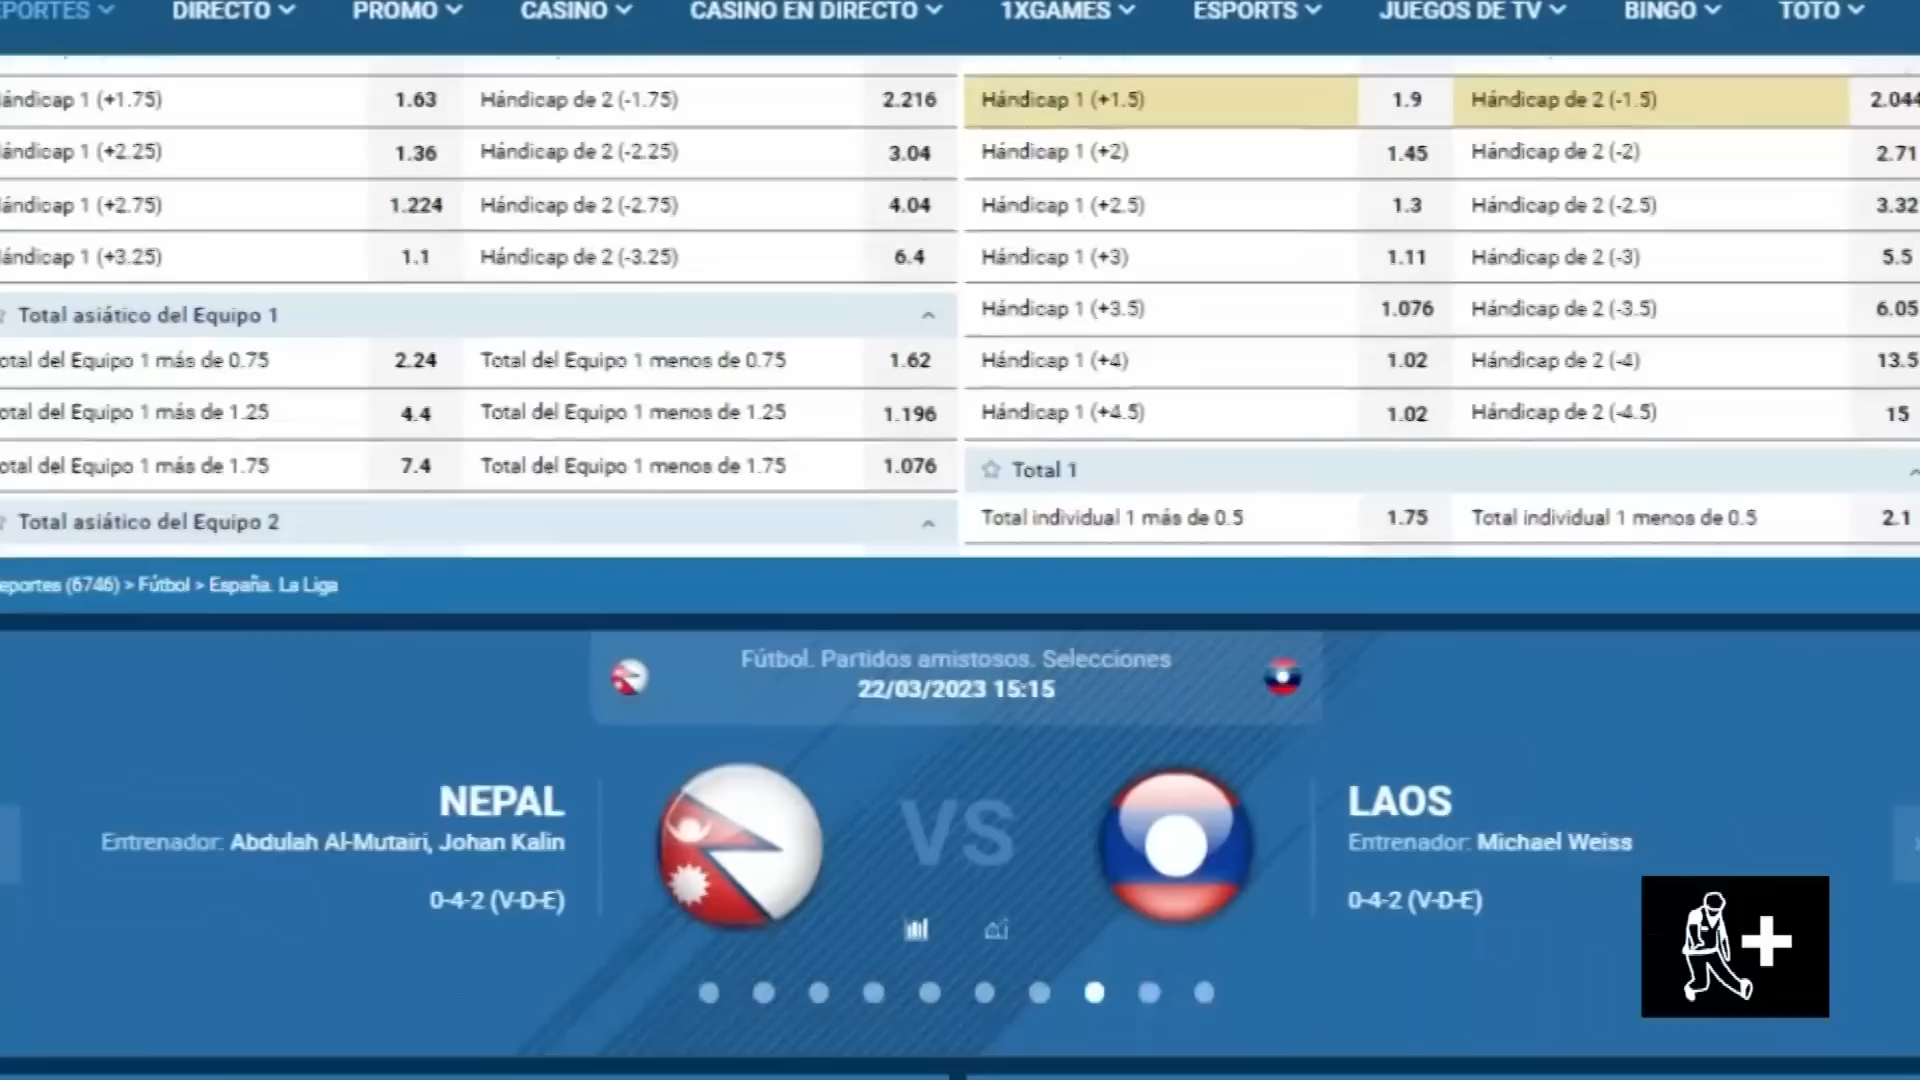 PORTES DIRECTO PROMO CASINO CASINO EN DIRECTO 1XGAMES ESPORTS JUEGOS DE TV BINGO TOTO
ándicap 1 (+1.75) 1.63 Hándicap de 2 (-1.75) 2.216
ándicap 1 (+2.25) 1.36 Hándicap de 2 (-2.25) 3.04
ándicap 1 (+2.75) 1.224 Hándicap de 2 (-2.75) 4.04
ándicap 1 (+3.25) 1.1 Hándicap de 2 (-3.25) 6.4
Total asiático del Equipo 1
otal del Equipo 1 más de 0.75 2.24 Total del Equipo 1 menos de 0.75 1.62
otal del Equipo 1 más de 1.25 4.4 Total del Equipo 1 menos de 1.25 1.196
otal del Equipo 1 más de 1.75 7.4 Total del Equipo 1 menos de 1.75 1.076
Total asiático del Equipo 2
Hándicap 1 (+1.5) 1.9 Hándicap de 2 (-1.5) 2.044
Hándicap 1 (+2) 1.45 Hándicap de 2 (-2) 2.71
Hándicap 1 (+2.5) 1.3 Hándicap de 2 (-2.5) 3.32
Hándicap 1 (+3) 1.11 Hándicap de 2 (-3) 5.5
Hándicap 1 (+3.5) 1.076 Hándicap de 2 (-3.5) 6.05
Hándicap 1 (+4) 1.02 Hándicap de 2 (-4) 13.5
Hándicap 1 (+4.5) 1.02 Hándicap de 2 (-4.5) 15
Total 1
Total individual 1 más de 0.5 1.75 Total individual 1 menos de 0.5 2.1
eportes (6746) > Fútbol > España. La Liga
Fútbol. Partidos amistosos. Selecciones
22/03/2023 15:15
NEPAL
Entrenador: Abdulah Al-Mutairi, Johan Kalin
0-4-2 (V-D-E)
VS
LAOS
Entrenador: Michael Weiss
0-4-2 (V-D-E)
+